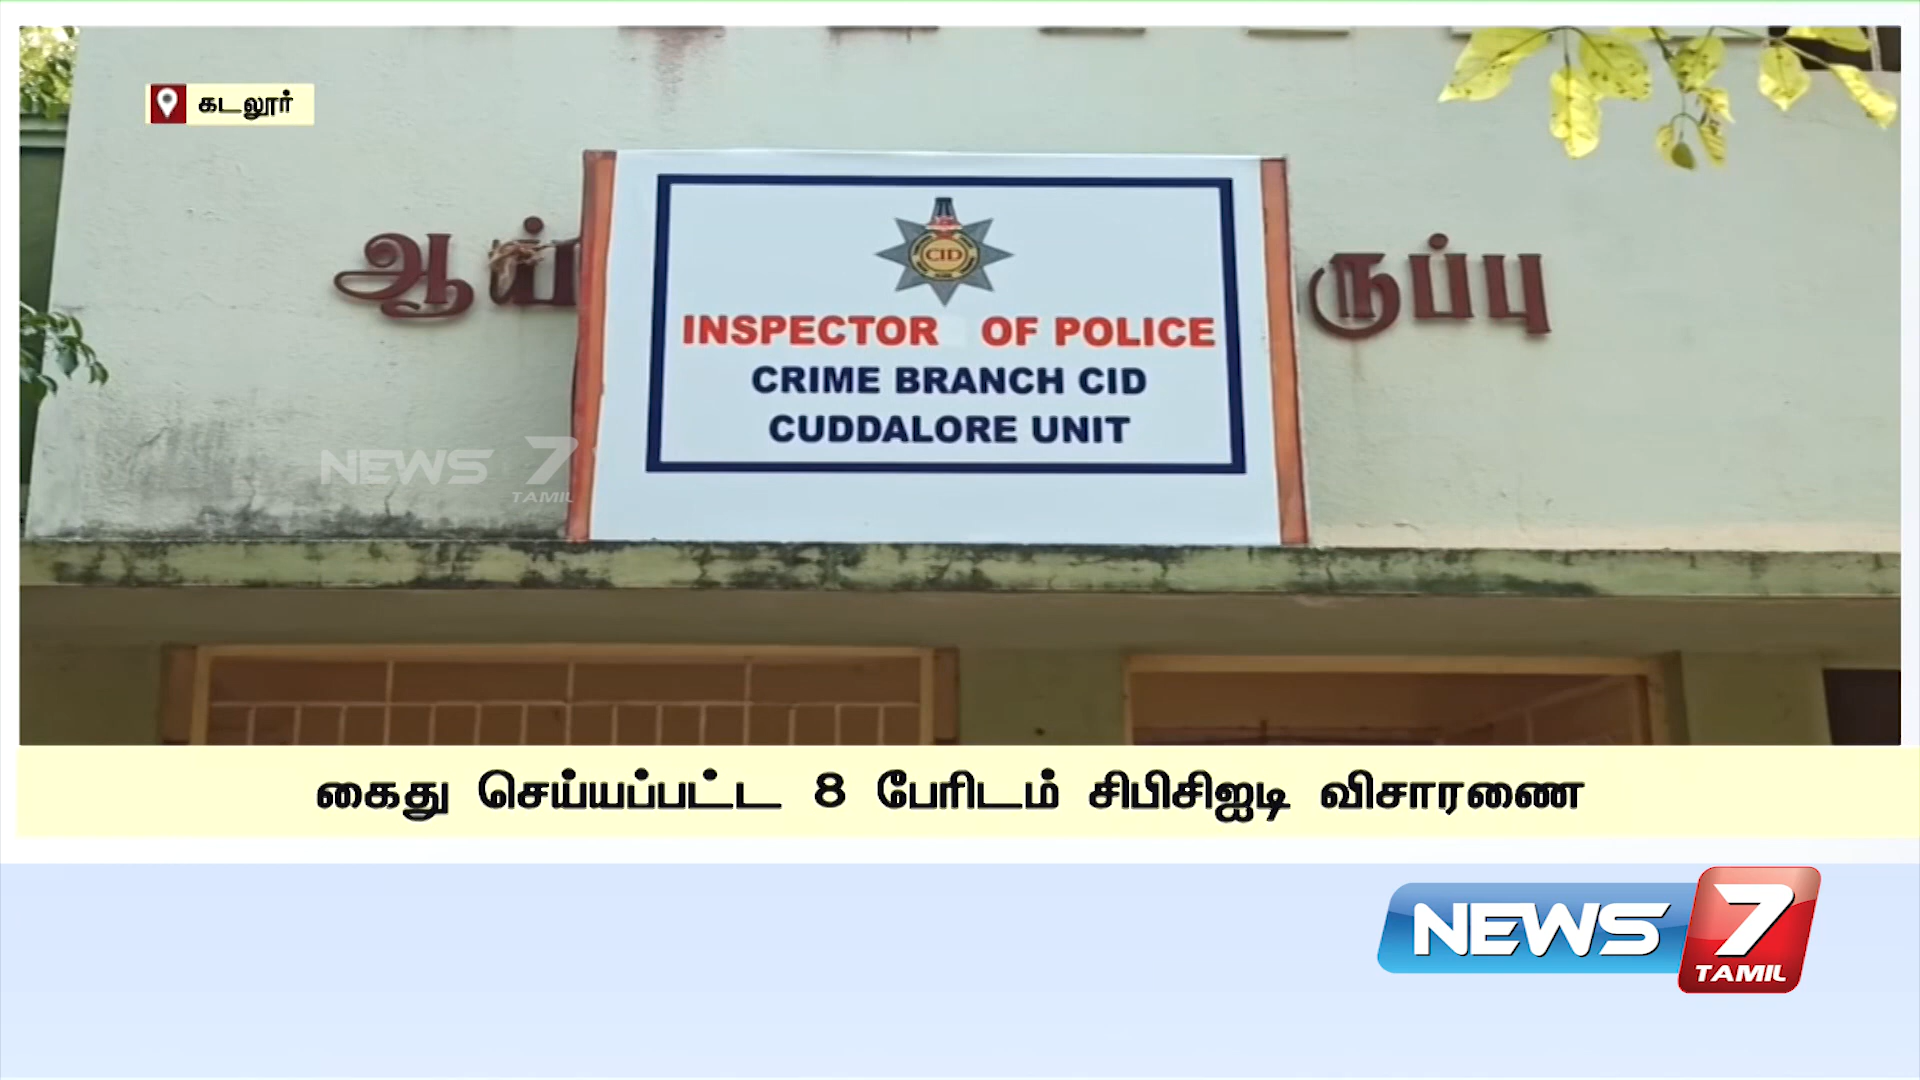 கடலூர்
CID
INSPECTOR OF POLICE
CRIME BRANCH CID
CUDDALORE UNIT
NEWS 7
TAMIL
கைது செய்யப்பட்ட 8 பேரிடம் சிபிசிஐடி விசாரணை
NEWS 7
TAMIL